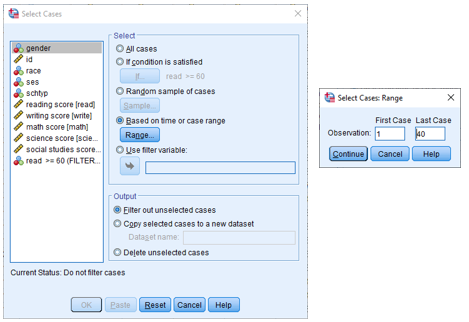 Select Cases
gender
id
race
ses
schtyp
reading score [read]
writing score [write]
math score [math]
science score [scie...
social studies score...
read >= 60 (FILTER...
Select
All cases
If condition is satisfied
If... read >= 60
Random sample of cases
Sample...
Based on time or case range
Range...
Use filter variable:
Output
Filter out unselected cases
Copy selected cases to a new dataset
Dataset name:
Delete unselected cases
Current Status: Do not filter cases
OK Paste Reset Cancel Help
Select Cases: Range
First Case Last Case
Observation: 1 40
Continue Cancel Help